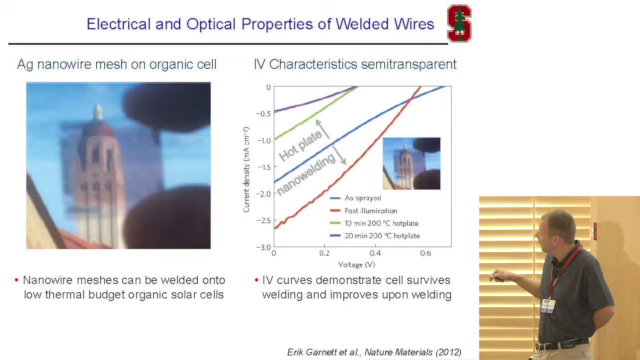 Electrical and Optical Properties of Welded Wires
Ag nanowire mesh on organic cell
IV Characteristics semitransparent
0
-0.5
-1.0
-1.5
-2.0
-2.5
-3.0
Current density (mA cm⁻²)
Hot plate
nanowelding
As sprayed
Post illumination
10 min 200 °C hotplate
20 min 200 °C hotplate
0 0.2 0.4 0.6
Voltage (V)
• Nanowire meshes can be welded onto
low thermal budget organic solar cells
• IV curves demonstrate cell survives
welding and improves upon welding
Erik Garnett et al., Nature Materials (2012)